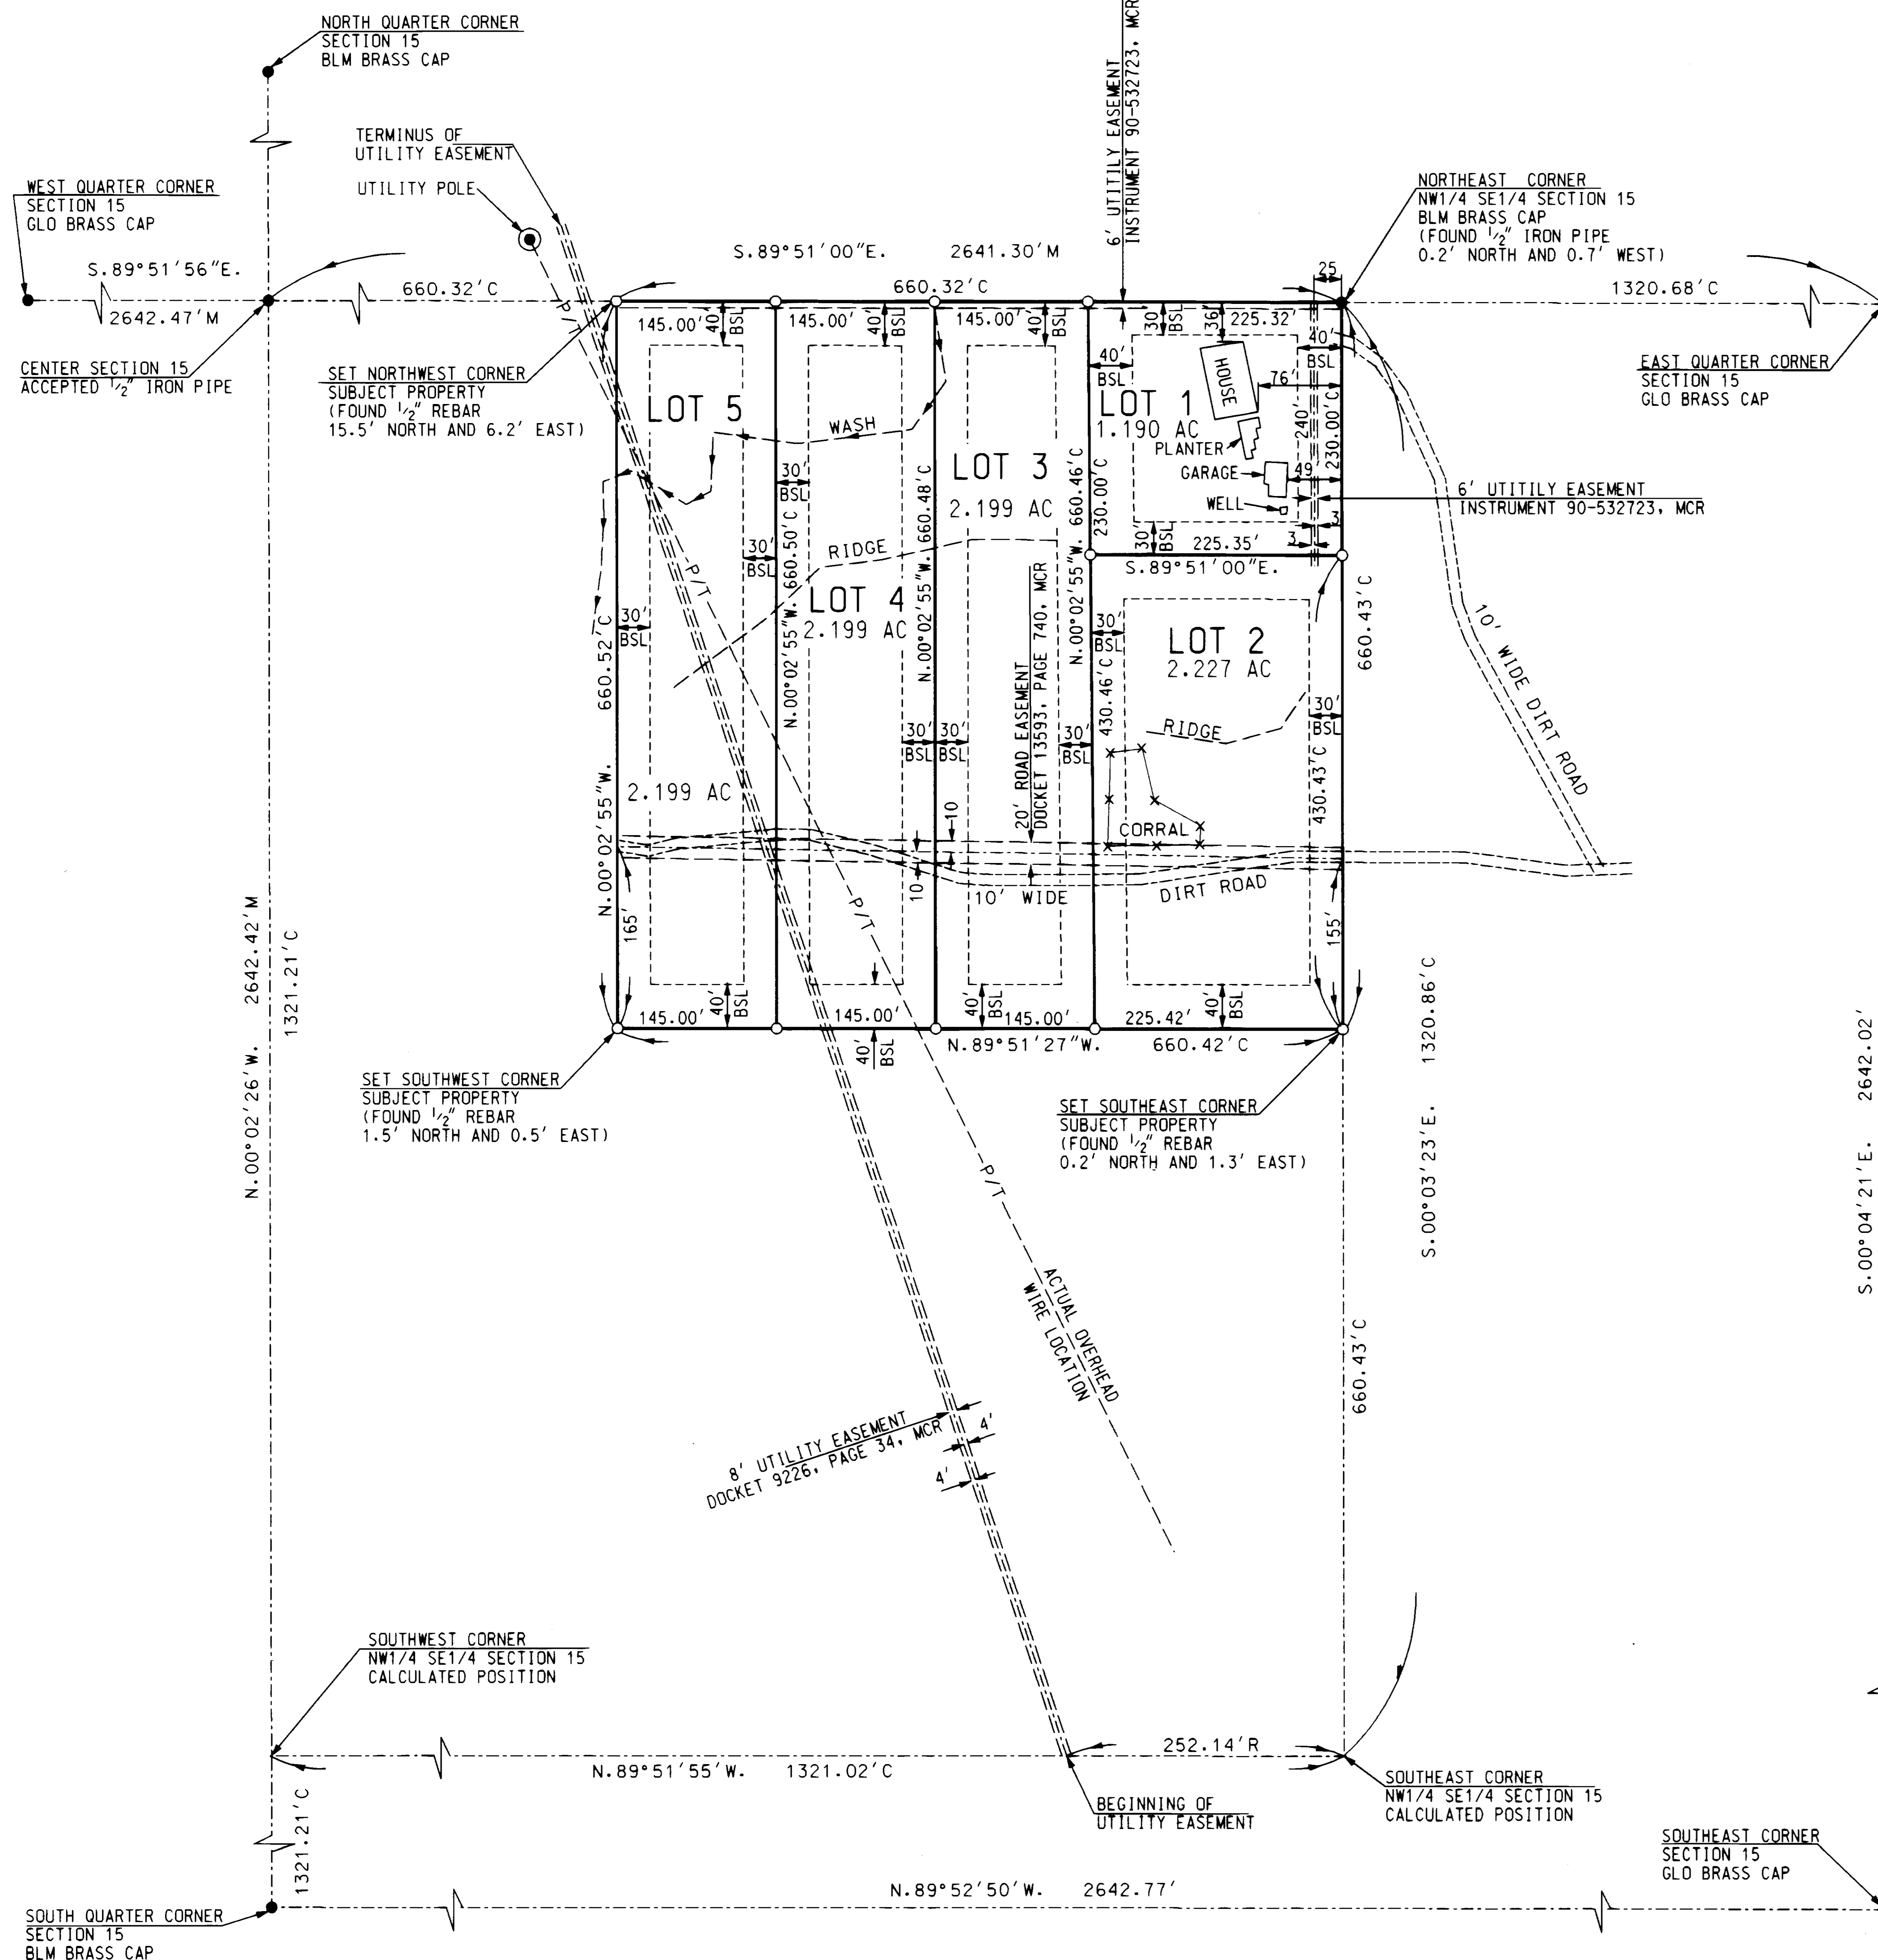 NORTH QUARTER CORNER
SECTION 15
BLM BRASS CAP
6' UTITILY EASEMENT
INSTRUMENT 90-532723, MCR
TERMINUS OF
UTILITY EASEMENT
UTILITY POLE
WEST QUARTER CORNER
SECTION 15
GLO BRASS CAP
S.89°51'56"E.
2642.47'M
660.32'C
CENTER SECTION 15
ACCEPTED 1/2" IRON PIPE
SET NORTHWEST CORNER
SUBJECT PROPERTY
(FOUND 1/2" REBAR
15.5' NORTH AND 6.2' EAST)
S.89°51'00"E. 2641.30'M
660.32'C
NORTHEAST CORNER
NW1/4 SE1/4 SECTION 15
BLM BRASS CAP
(FOUND 1/2" IRON PIPE
0.2' NORTH AND 0.7' WEST)
25
1320.68'C
EAST QUARTER CORNER
SECTION 15
GLO BRASS CAP
145.00'
40'
BSL
145.00'
40'
BSL
145.00'
40'
BSL
30'
BSL
36'
225.32'
40'
BSL
40'
BSL
HOUSE
76'
LOT 1
1.190 AC
PLANTER
GARAGE
49'
WELL
240'
230.00'C
6' UTITILY EASEMENT
INSTRUMENT 90-532723, MCR
3
3
30'
BSL
225.35'
S.89°51'00"E.
P/T
LOT 5
WASH
30'
BSL
LOT 3
2.199 AC
RIDGE
30'
BSL
LOT 4
2.199 AC
P/T
30'
BSL
660.52'C
N.00°02'55"W.
N.00°02'55"W. 660.50'C
N.00°02'55"W. 660.48'C
N.00°02'55"W. 660.46'C
230.00'C
20' ROAD EASEMENT
DOCKET 13593, PAGE 740, MCR
30'
BSL
430.46'C
LOT 2
2.227 AC
660.43'C
RIDGE
30'
BSL
430.43'C
10' WIDE DIRT ROAD
30'
BSL
30'
BSL
30'
BSL
2.199 AC
10
10
CORRAL
10' WIDE
DIRT ROAD
P/T
165'
155'
145.00'
40'
BSL
145.00'
40'
BSL
40'
BSL
145.00'
225.42'
40'
BSL
N.89°51'27"W. 660.42'C
N.00°02'26"W. 2642.42'M
1321.21'C
SET SOUTHWEST CORNER
SUBJECT PROPERTY
(FOUND 1/2" REBAR
1.5' NORTH AND 0.5' EAST)
SET SOUTHEAST CORNER
SUBJECT PROPERTY
(FOUND 1/2" REBAR
0.2' NORTH AND 1.3' EAST)
S.00°03'23'E. 1320.86'C
S.00°04'21'E. 2642.02'
P/T
ACTUAL OVERHEAD
WIRE LOCATION
660.43'C
8' UTILITY EASEMENT
DOCKET 9226, PAGE 34, MCR
4'
4'
SOUTHWEST CORNER
NW1/4 SE1/4 SECTION 15
CALCULATED POSITION
N.89°51'55'W. 1321.02'C
252.14'R
BEGINNING OF
UTILITY EASEMENT
SOUTHEAST CORNER
NW1/4 SE1/4 SECTION 15
CALCULATED POSITION
1321.21'C
SOUTHEAST CORNER
SECTION 15
GLO BRASS CAP
N.89°52'50'W. 2642.77'
SOUTH QUARTER CORNER
SECTION 15
BLM BRASS CAP